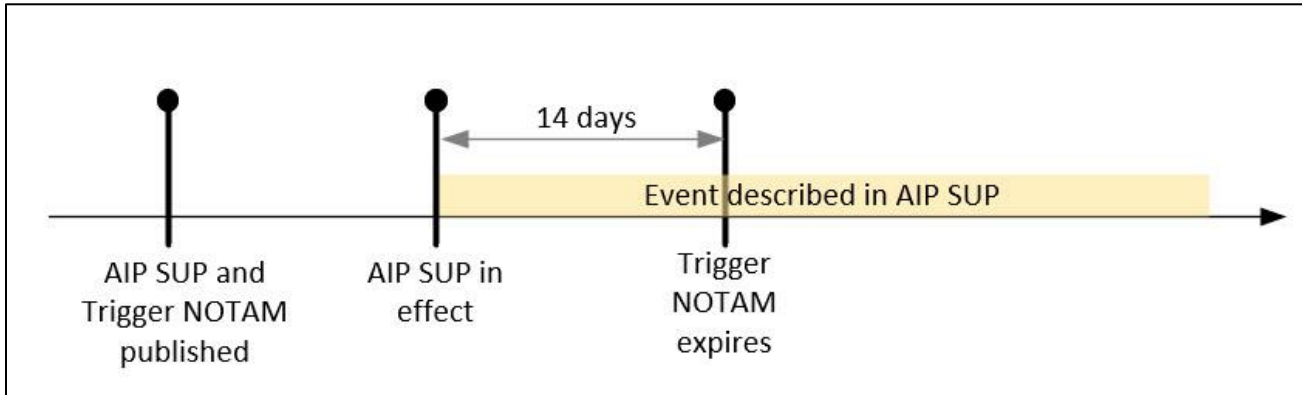 14 days
Event described in AIP SUP
AIP SUP and
Trigger NOTAM
published
AIP SUP in
effect
Trigger
NOTAM
expires